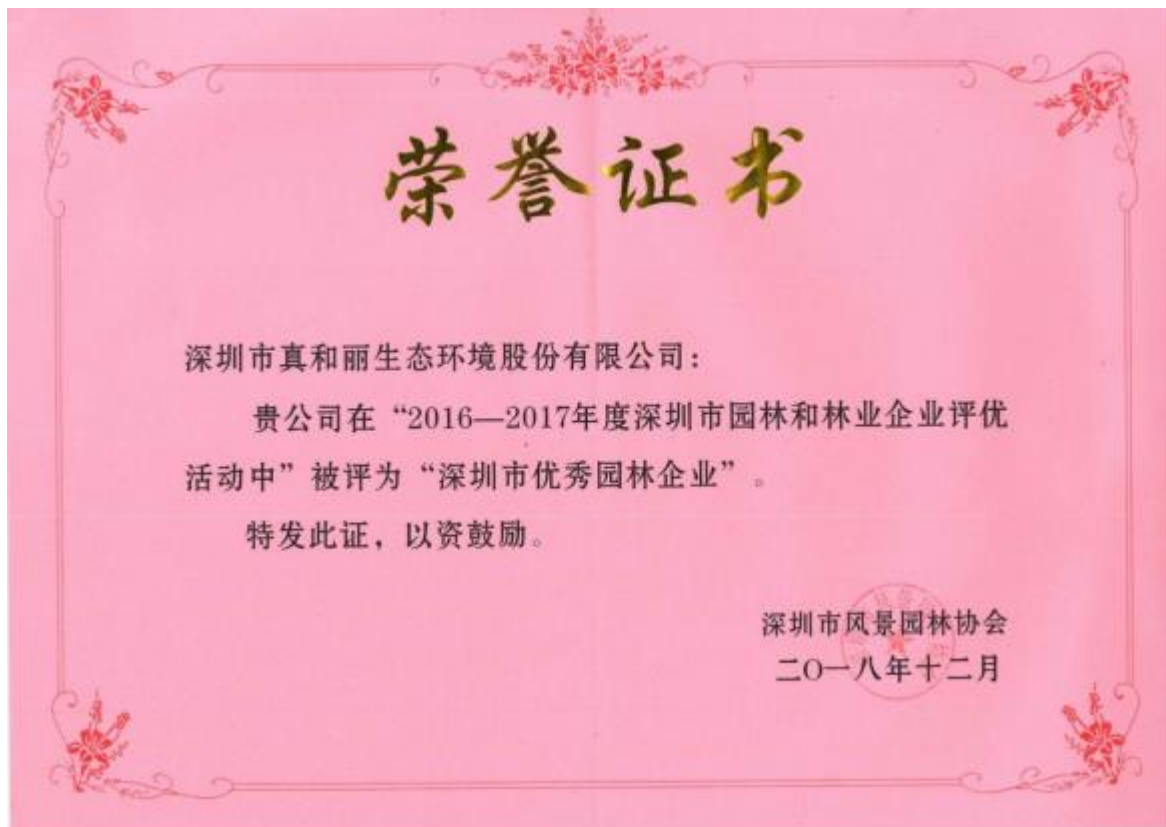 荣誉证书
深圳市真和丽生态环境股份有限公司：
贵公司在“2016—2017年度深圳市园林和林业企业评优
活动中”被评为“深圳市优秀园林企业”。
特发此证，以资鼓励。
深圳市风景园林协会
二〇一八年十二月